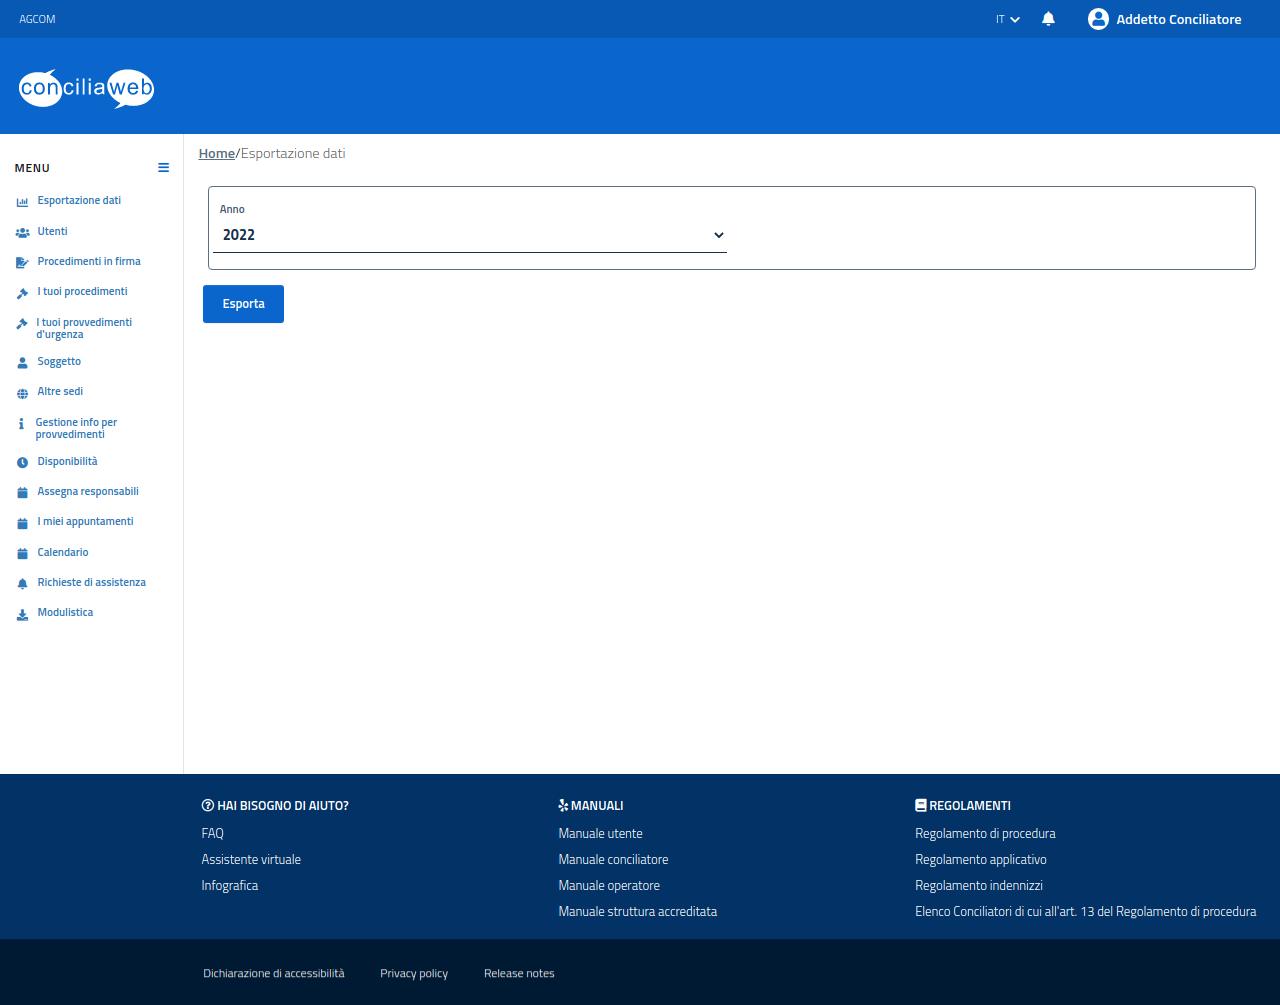 AGCOM
IT
Addetto Conciliatore
conciliaweb
MENU
Esportazione dati
Utenti
Procedimenti in firma
I tuoi procedimenti
I tuoi provvedimenti
d'urgenza
Soggetto
Altre sedi
Gestione info per
provvedimenti
Disponibilità
Assegna responsabili
I miei appuntamenti
Calendario
Richieste di assistenza
Modulistica
Home/Esportazione dati
Anno
2022
Esporta
HAI BISOGNO DI AIUTO?
FAQ
Assistente virtuale
Infografica
MANUALI
Manuale utente
Manuale conciliatore
Manuale operatore
Manuale struttura accreditata
REGOLAMENTI
Regolamento di procedura
Regolamento applicativo
Regolamento indennizzi
Elenco Conciliatori di cui all'art. 13 del Regolamento di procedura
Dichiarazione di accessibilità
Privacy policy
Release notes